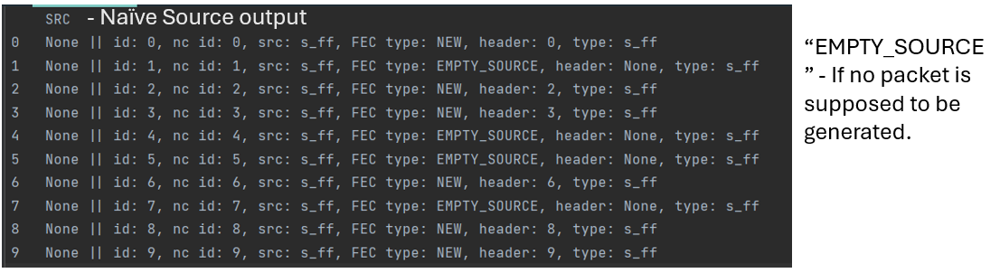 SRC - Naïve Source output
0 None || id: 0, nc id: 0, src: s_ff, FEC type: NEW, header: 0, type: s_ff
1 None || id: 1, nc id: 1, src: s_ff, FEC type: EMPTY_SOURCE, header: None, type: s_ff
2 None || id: 2, nc id: 2, src: s_ff, FEC type: NEW, header: 2, type: s_ff
3 None || id: 3, nc id: 3, src: s_ff, FEC type: NEW, header: 3, type: s_ff
4 None || id: 4, nc id: 4, src: s_ff, FEC type: EMPTY_SOURCE, header: None, type: s_ff
5 None || id: 5, nc id: 5, src: s_ff, FEC type: EMPTY_SOURCE, header: None, type: s_ff
6 None || id: 6, nc id: 6, src: s_ff, FEC type: NEW, header: 6, type: s_ff
7 None || id: 7, nc id: 7, src: s_ff, FEC type: EMPTY_SOURCE, header: None, type: s_ff
8 None || id: 8, nc id: 8, src: s_ff, FEC type: NEW, header: 8, type: s_ff
9 None || id: 9, nc id: 9, src: s_ff, FEC type: NEW, header: 9, type: s_ff
“EMPTY_SOURCE
” - If no packet is
supposed to be
generated.